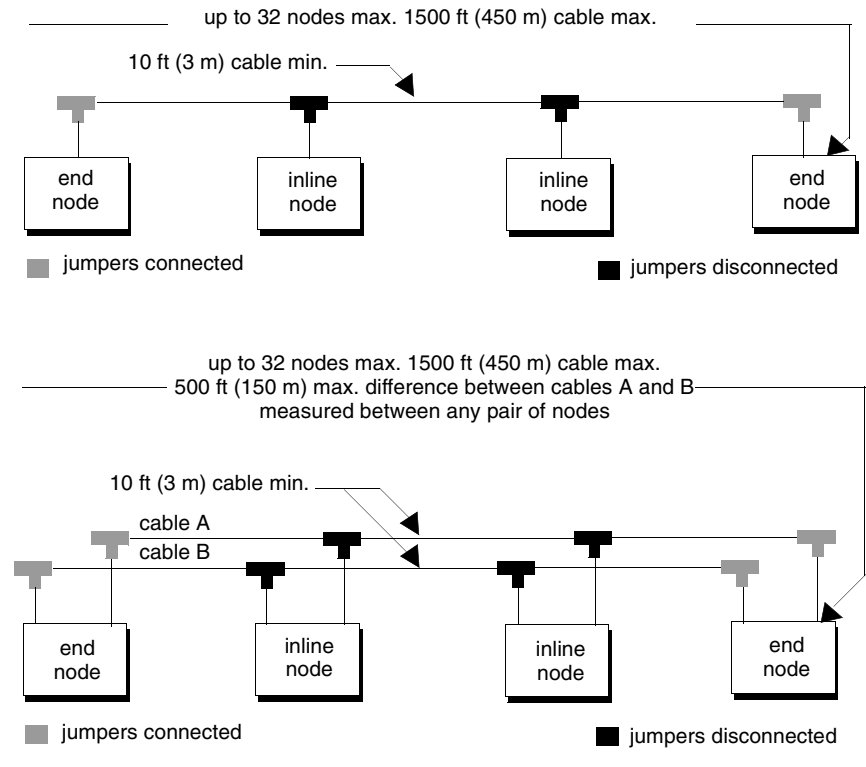 up to 32 nodes max. 1500 ft (450 m) cable max.
10 ft (3 m) cable min.
end
node
inline
node
inline
node
end
node
jumpers connected
jumpers disconnected
up to 32 nodes max. 1500 ft (450 m) cable max.
500 ft (150 m) max. difference between cables A and B
measured between any pair of nodes
10 ft (3 m) cable min.
cable A
cable B
end
node
inline
node
inline
node
end
node
jumpers connected
jumpers disconnected